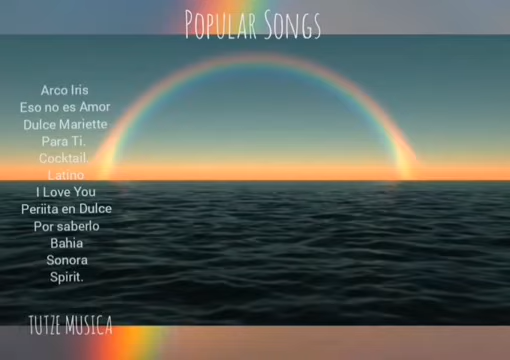 Popular Songs
Arco Iris
Eso no es Amor
Dulce Mariette
Para Ti.
Cocktail.
Latino
I Love You
Periita en Dulce
Por saberlo
Bahia
Sonora
Spirit.
TUTZE MUSICA